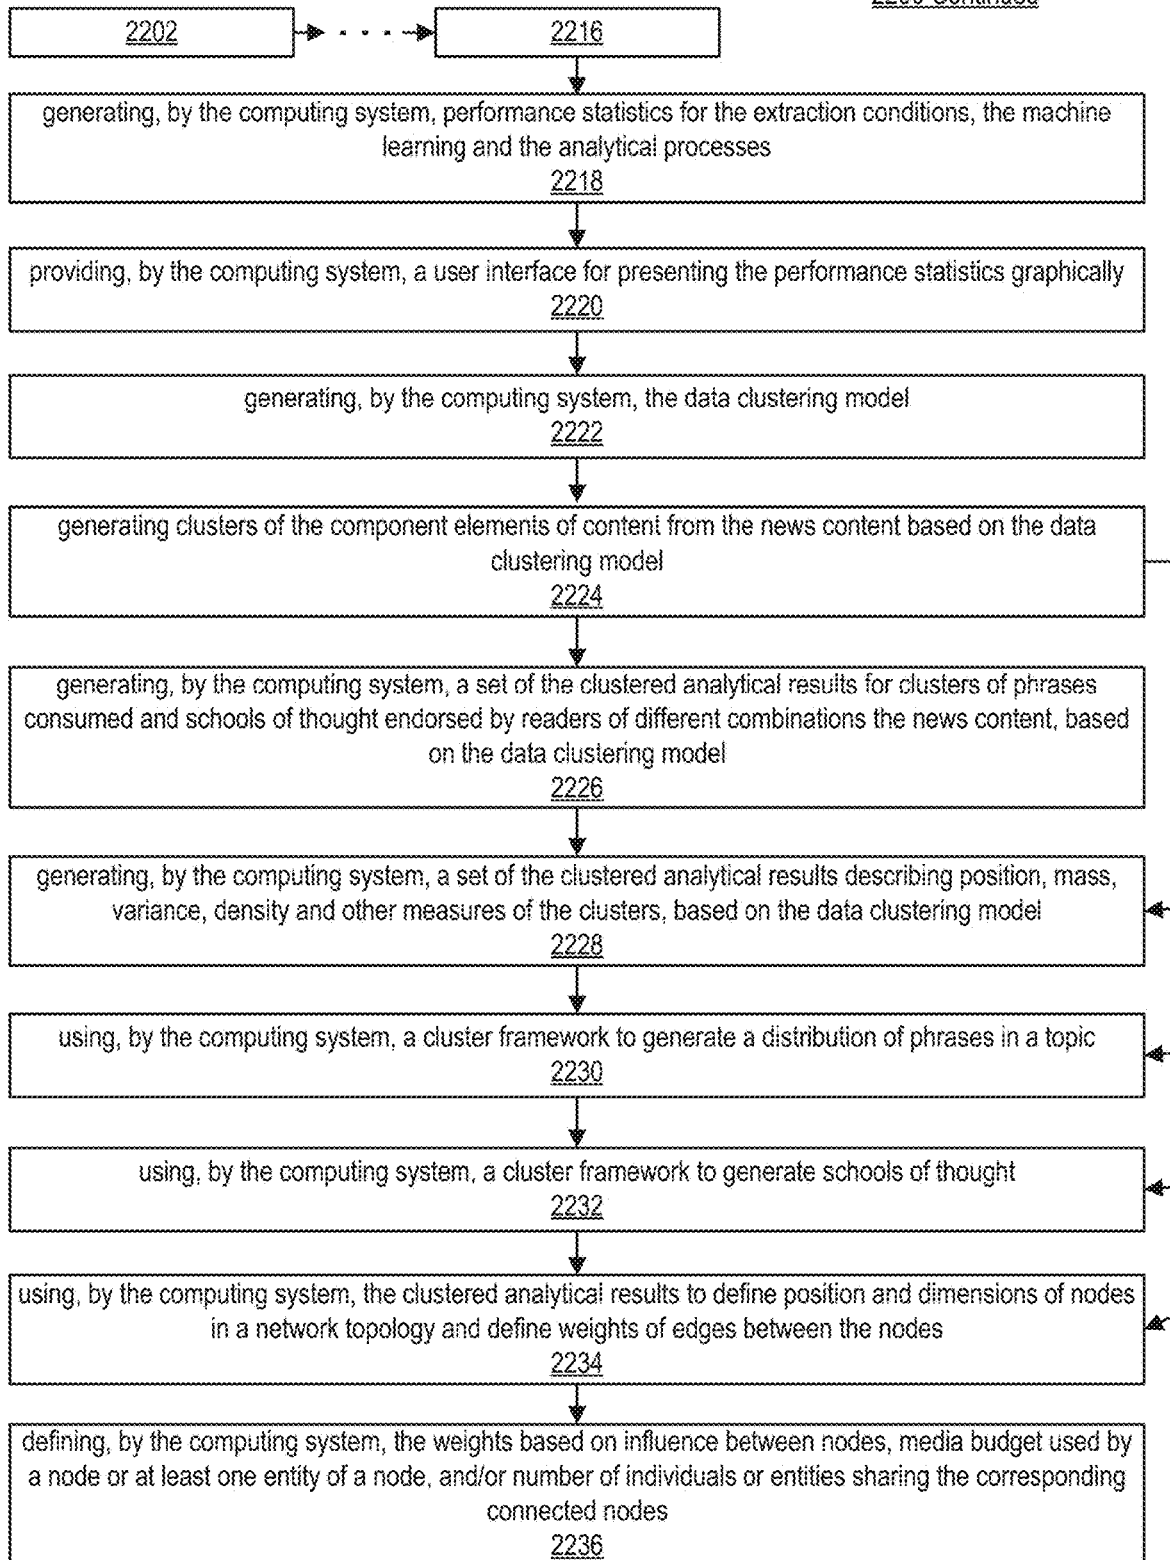 2200 Continued
2202
2216
generating, by the computing system, performance statistics for the extraction conditions, the machine
learning and the analytical processes
2218
providing, by the computing system, a user interface for presenting the performance statistics graphically
2220
generating, by the computing system, the data clustering model
2222
generating clusters of the component elements of content from the news content based on the data
clustering model
2224
generating, by the computing system, a set of the clustered analytical results for clusters of phrases
consumed and schools of thought endorsed by readers of different combinations the news content, based
on the data clustering model
2226
generating, by the computing system, a set of the clustered analytical results describing position, mass,
variance, density and other measures of the clusters, based on the data clustering model
2228
using, by the computing system, a cluster framework to generate a distribution of phrases in a topic
2230
using, by the computing system, a cluster framework to generate schools of thought
2232
using, by the computing system, the clustered analytical results to define position and dimensions of nodes
in a network topology and define weights of edges between the nodes
2234
defining, by the computing system, the weights based on influence between nodes, media budget used by
a node or at least one entity of a node, and/or number of individuals or entities sharing the corresponding
connected nodes
2236